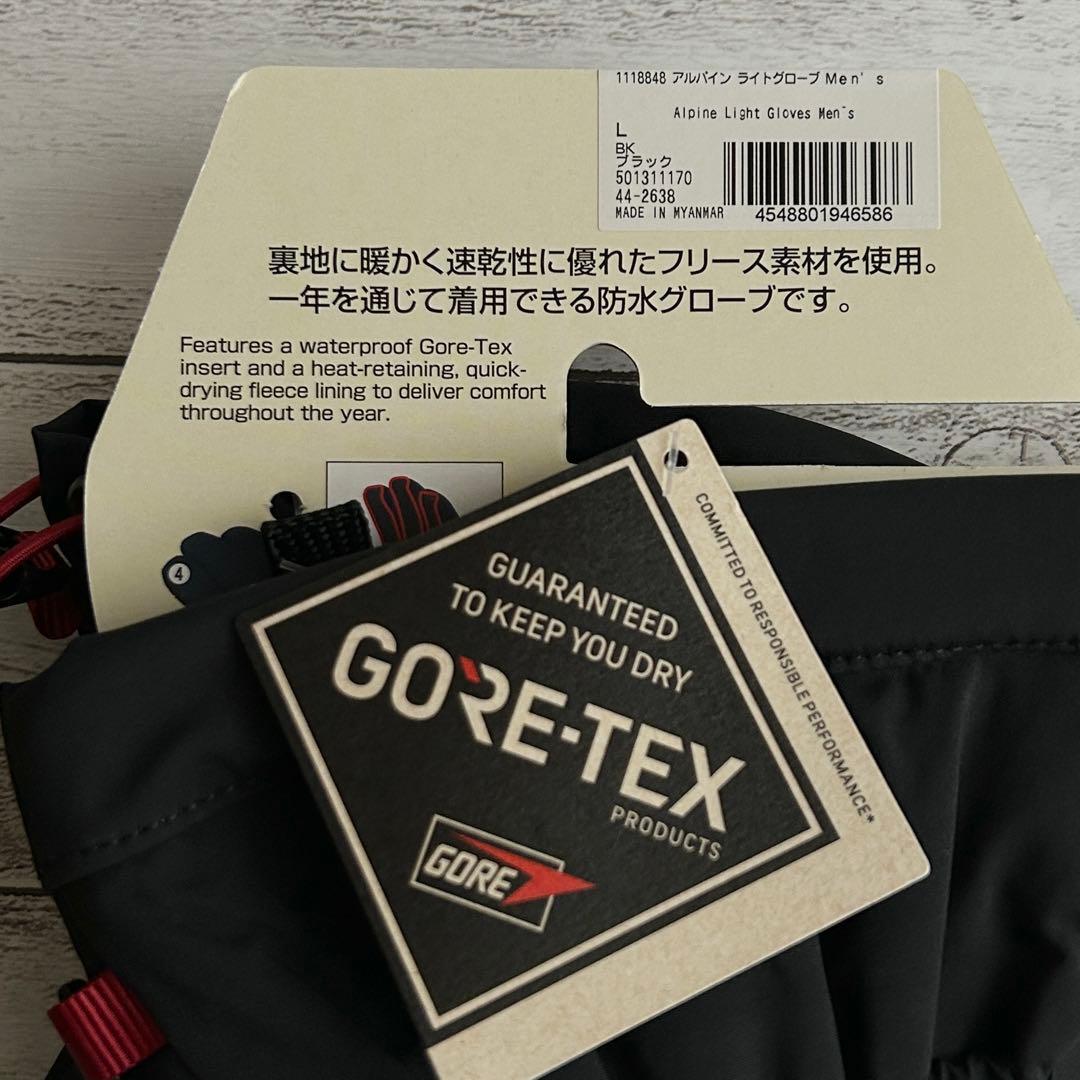 1118848 アルパイン ライトグローブ Men's
Alpine Light Gloves Men~s
L
BK
ブラック
501311170
44-2638
MADE IN MYANMAR
4548801946586
裏地に暖かく速乾性に優れたフリース素材を使用。
一年を通じて着用できる防水グローブです。
Features a waterproof Gore-Tex
insert and a heat-retaining, quick-
drying fleece lining to deliver comfort
throughout the year.
4
GUARANTEED
TO KEEP YOU DRY
GORE-TEX
PRODUCTS
GORE
COMMITTED TO RESPONSIBLE PERFORMANCE*